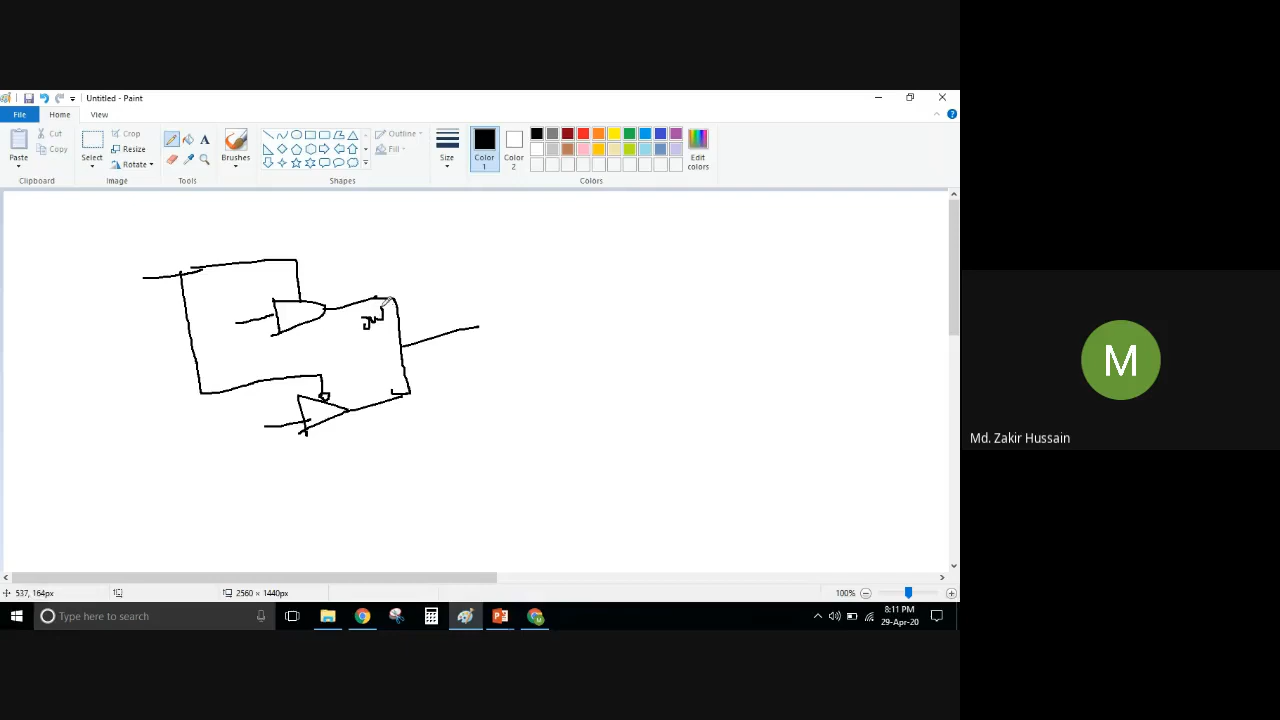 Untitled - Paint
File
Home
View
Paste
Cut
Copy
Clipboard
Select
Crop
Resize
Rotate
Image
Tools
Brushes
Shapes
Outline
Fill
Size
Color
1
Color
2
Edit
colors
Colors
M
Md. Zakir Hussain
537, 164px
2560 × 1440px
100%
Type here to search
8:11 PM
29-Apr-20